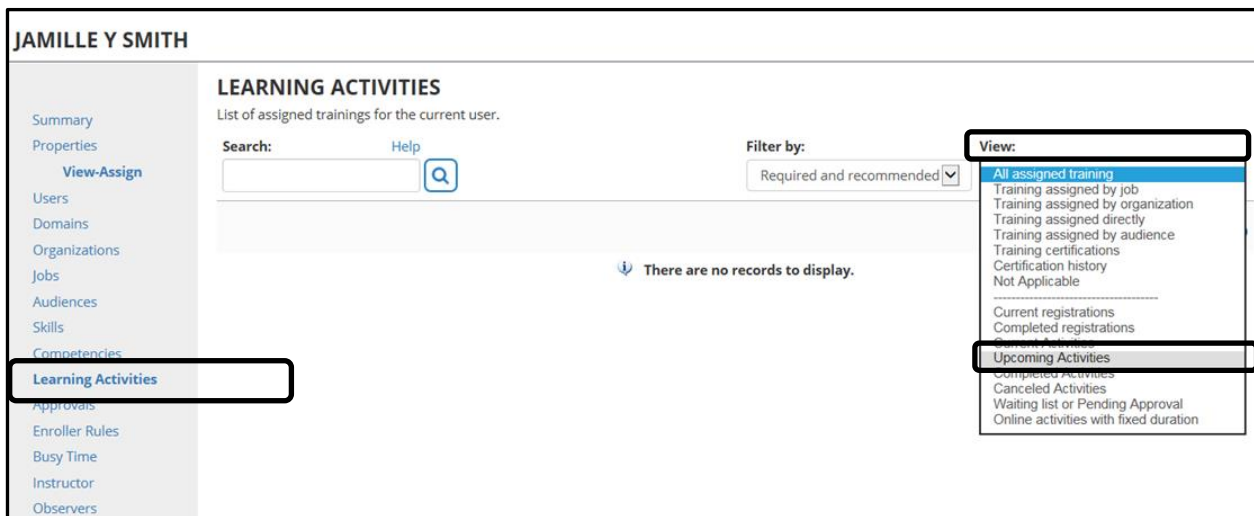 JAMILLE Y SMITH
LEARNING ACTIVITIES
List of assigned trainings for the current user.
Summary
Properties
View-Assign
Users
Domains
Organizations
Jobs
Audiences
Skills
Competencies
Learning Activities
Approvals
Enroller Rules
Busy Time
Instructor
Observers
Search:
Help
Filter by:
Required and recommended
View:
All assigned training
Training assigned by job
Training assigned by organization
Training assigned directly
Training assigned by audience
Training certifications
Certification history
Not Applicable
------------------------------------
Current registrations
Completed registrations
Current Activities
Upcoming Activities
Completed Activities
Canceled Activities
Waiting list or Pending Approval
Online activities with fixed duration
There are no records to display.